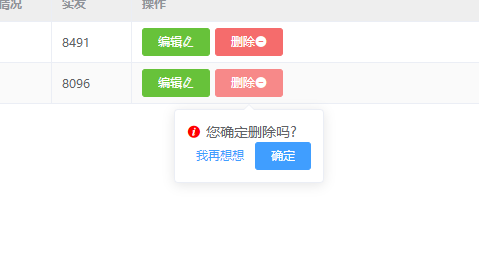 情况 实发 操作
8491 编辑 删除
8096 编辑 删除
您确定删除吗?
我再想想 确定